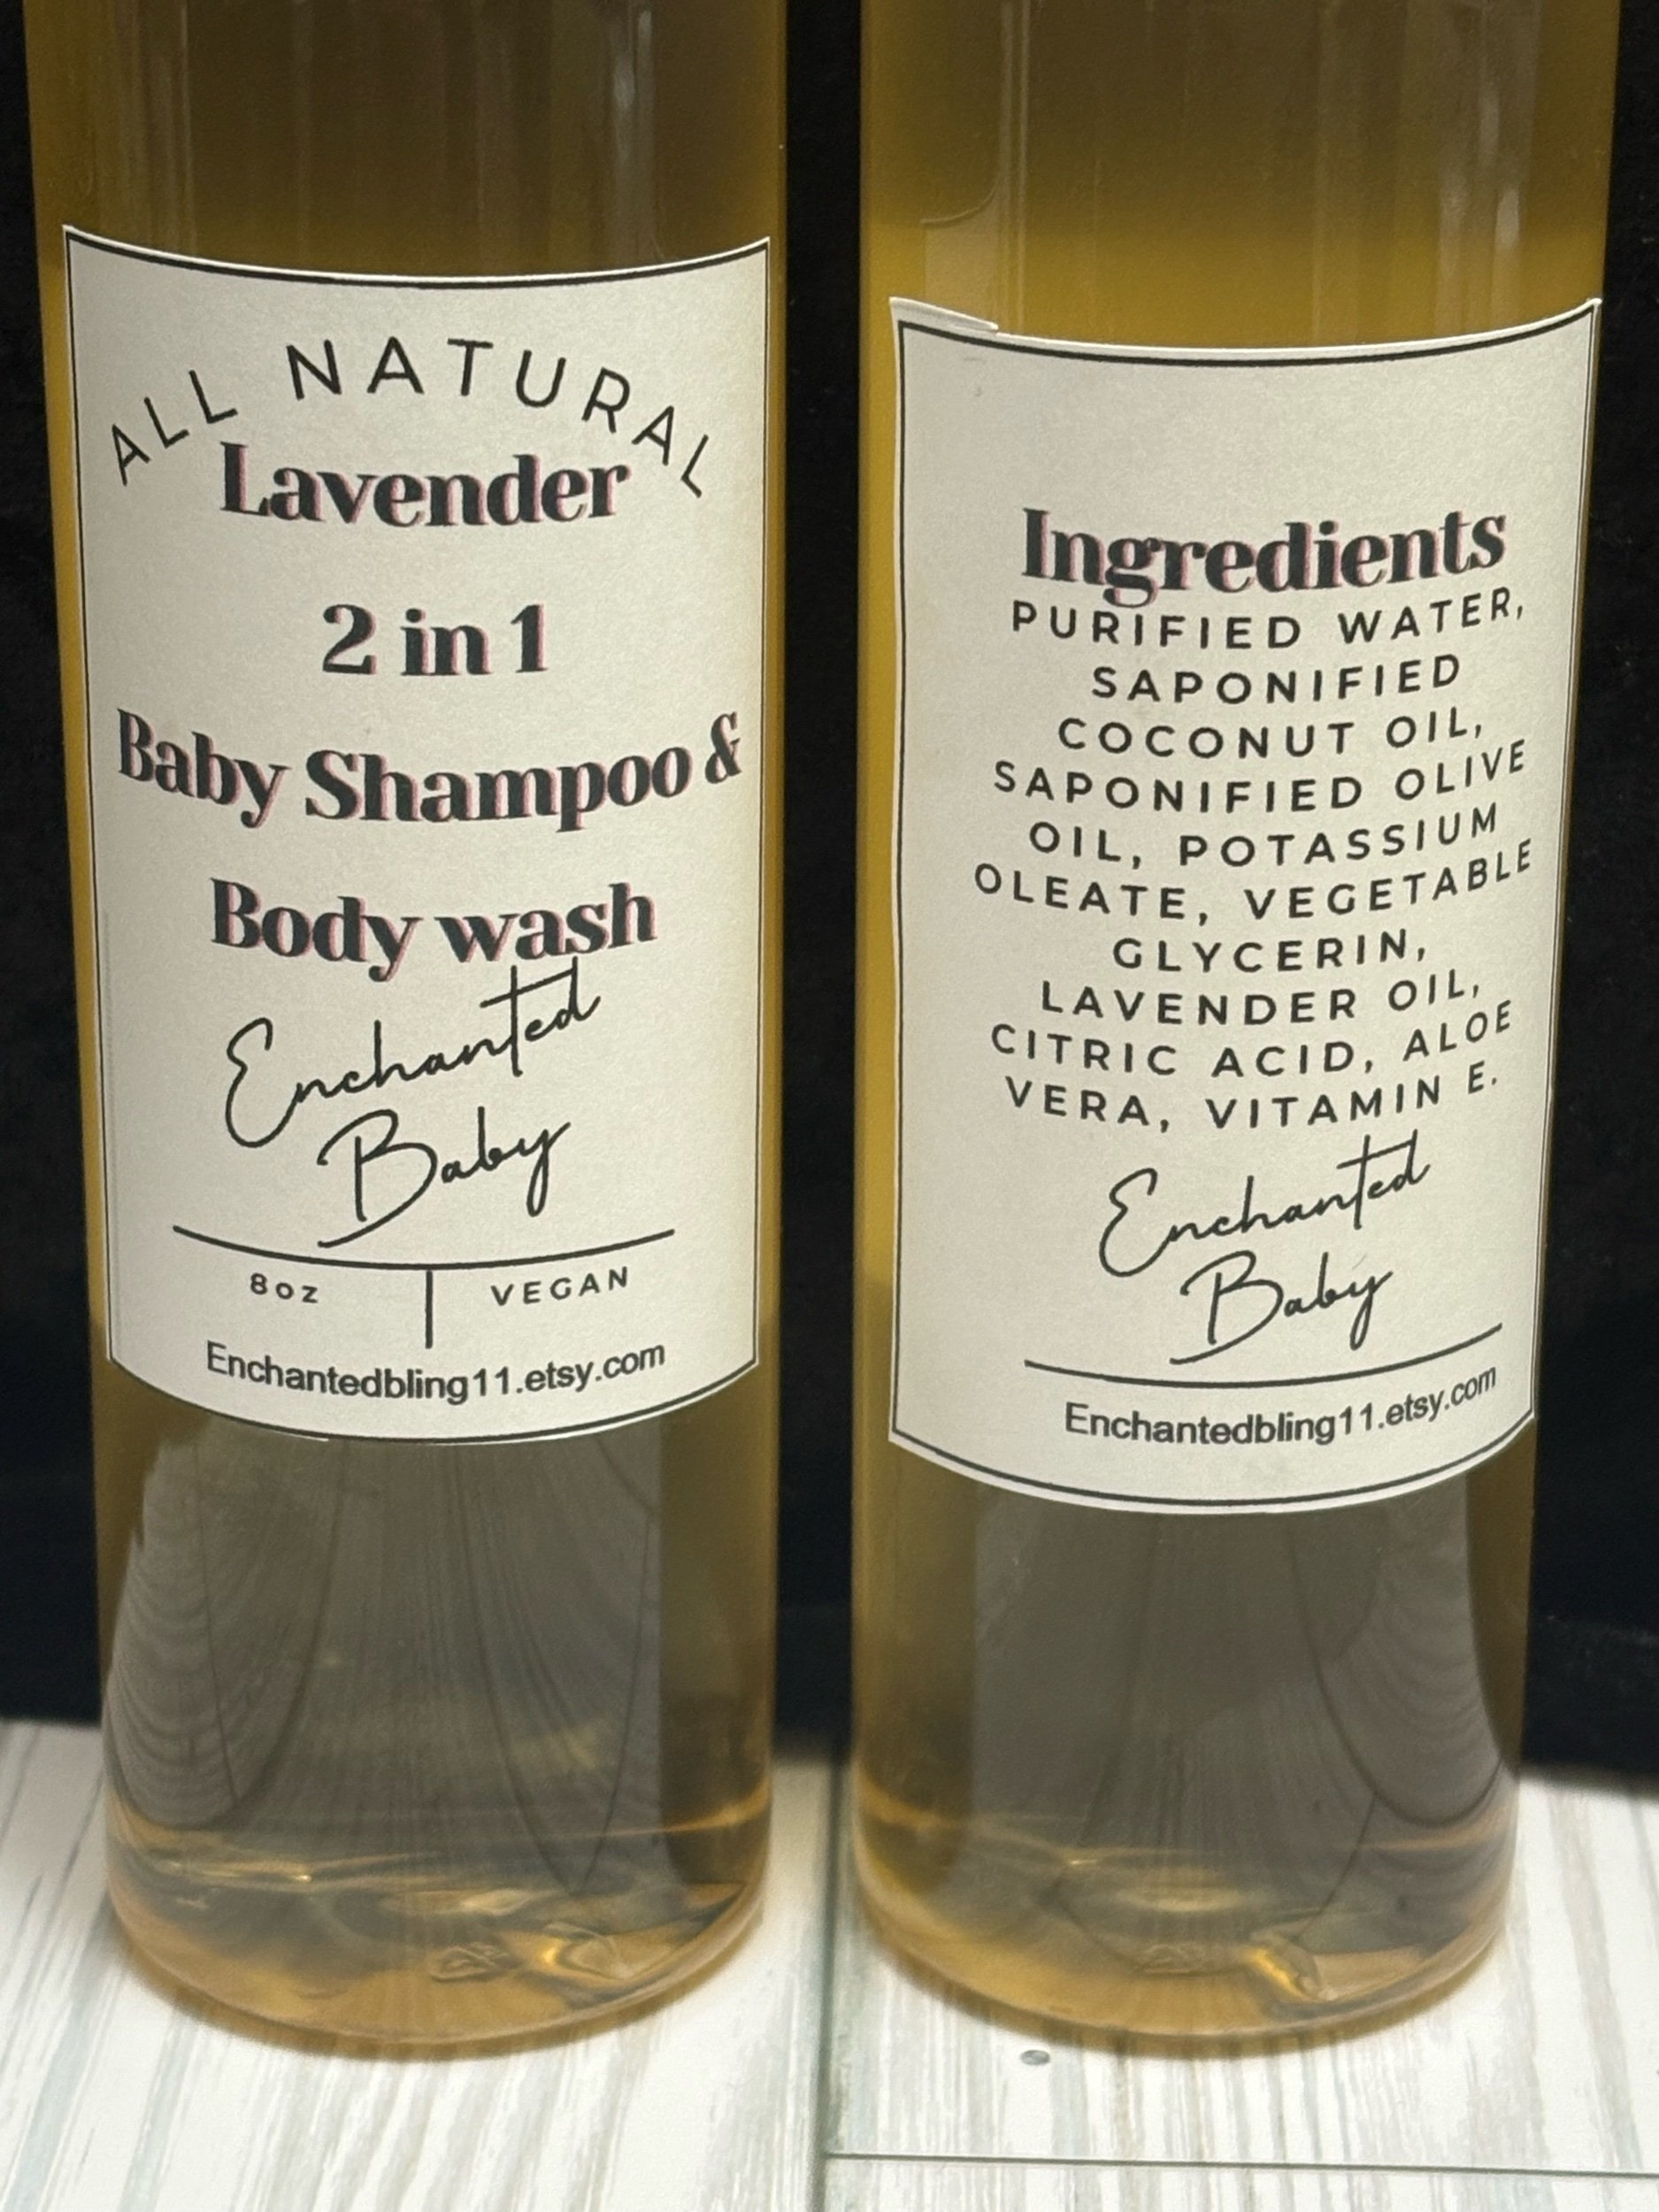 ALL NATURAL
Lavender
2 in 1
Baby Shampoo &
Body wash
Enchanted
Baby
8oz
VEGAN
Enchantedbling11.etsy.com
Ingredients
PURIFIED WATER,
SAPONIFIED
COCONUT OIL,
SAPONIFIED OLIVE
OIL, POTASSIUM
OLEATE, VEGETABLE
GLYCERIN,
LAVENDER OIL,
CITRIC ACID, ALOE
VERA, VITAMIN E.
Enchanted
Baby
Enchantedbling11.etsy.com